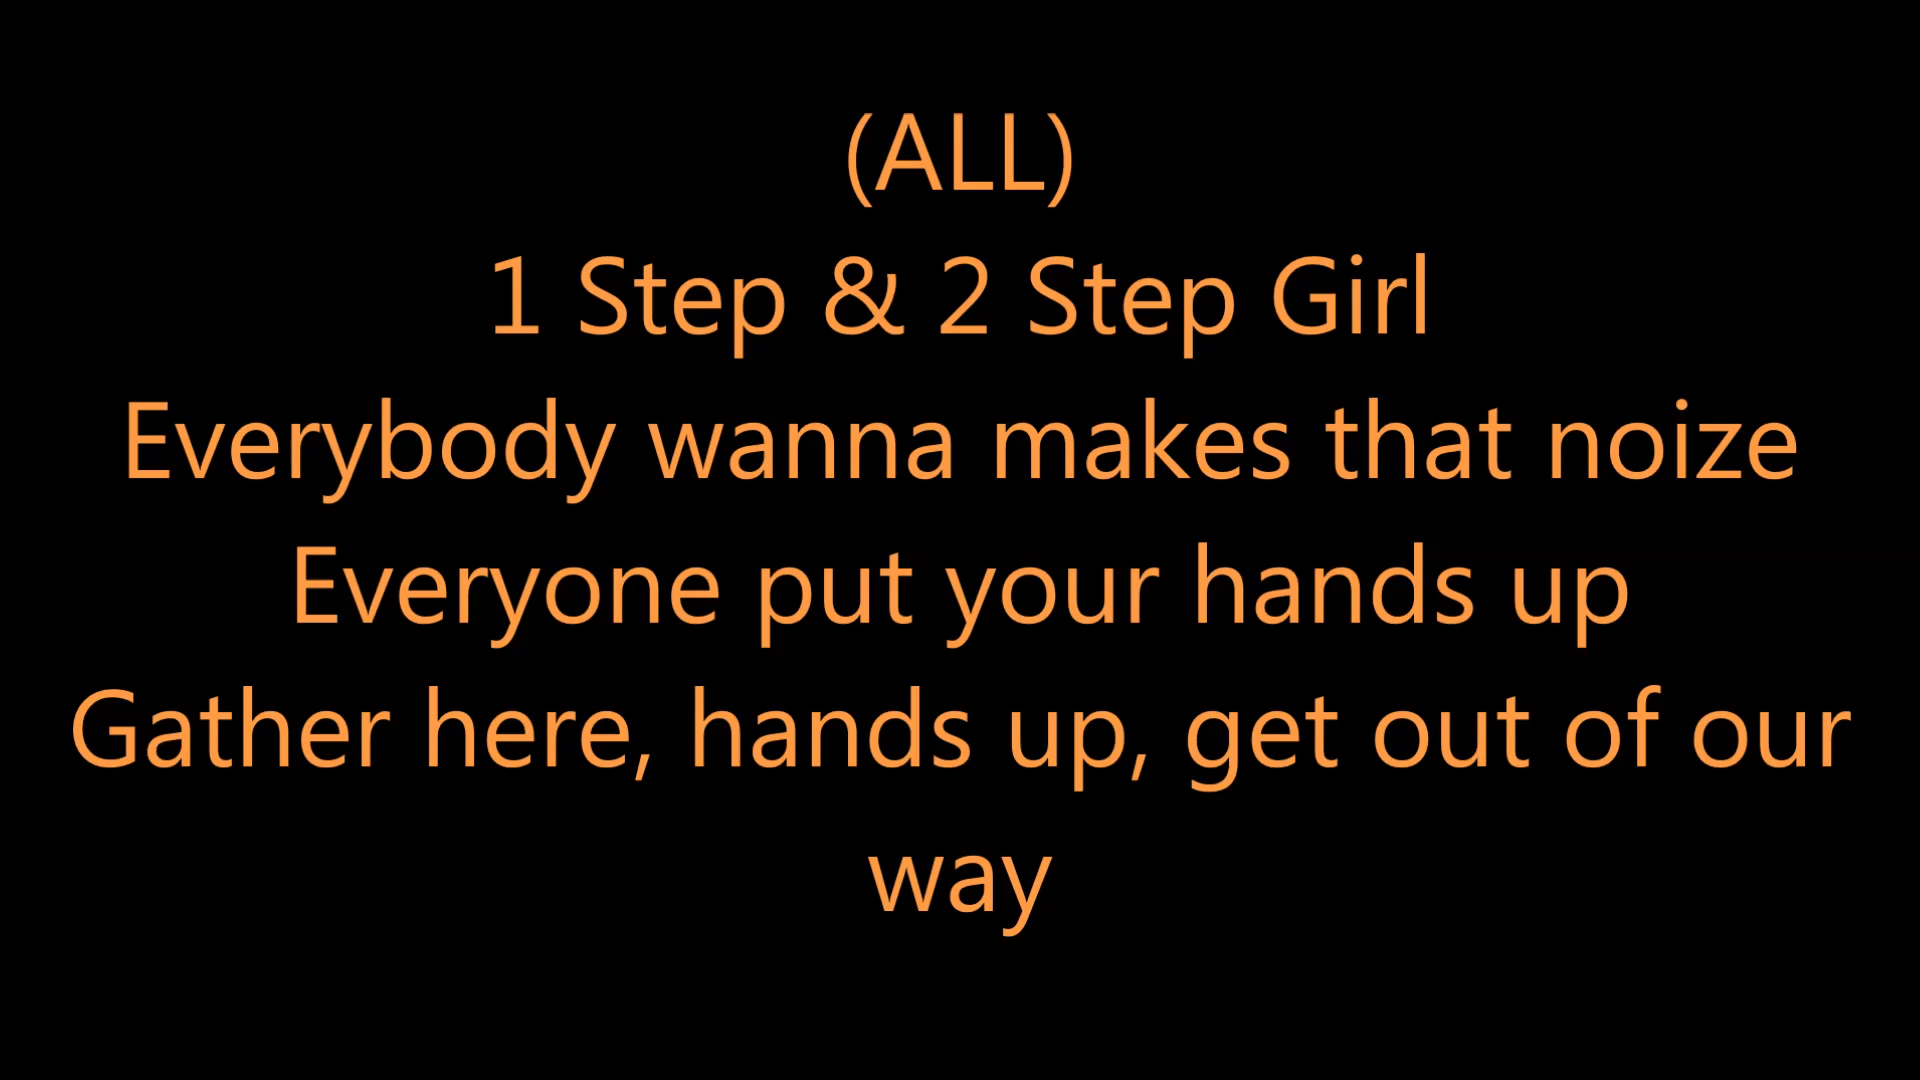 (ALL)
1 Step & 2 Step Girl
Everybody wanna makes that noize
Everyone put your hands up
Gather here, hands up, get out of our
way